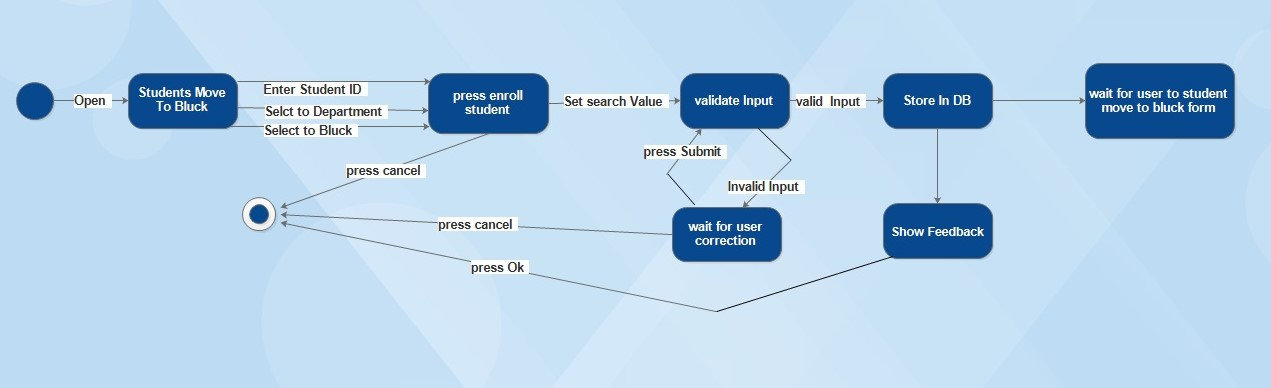 Open
Students Move
To Bluck
Enter Student ID
Selct to Department
Select to Bluck
press enroll
student
Set search Value
validate Input
valid Input
Store In DB
wait for user to student
move to bluck form
press cancel
press Submit
Invalid Input
press cancel
wait for user
correction
Show Feedback
press Ok